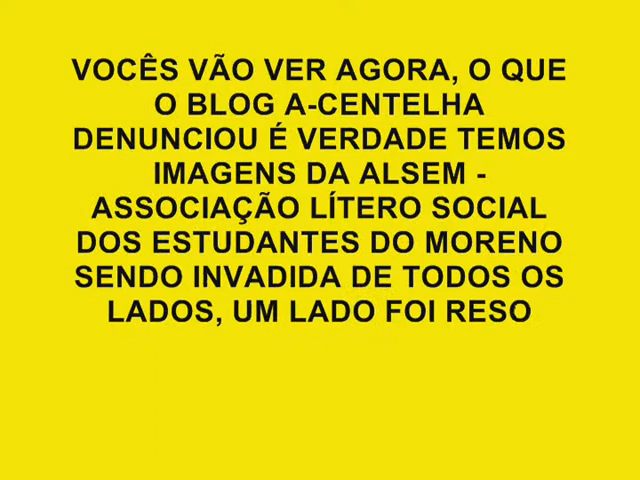 VOCÊS VÃO VER AGORA, O QUE
O BLOG A-CENTELHA
DENUNCIOU É VERDADE TEMOS
IMAGENS DA ALSEM -
ASSOCIAÇÃO LÍTERO SOCIAL
DOS ESTUDANTES DO MORENO
SENDO INVADIDA DE TODOS OS
LADOS, UM LADO FOI RESO